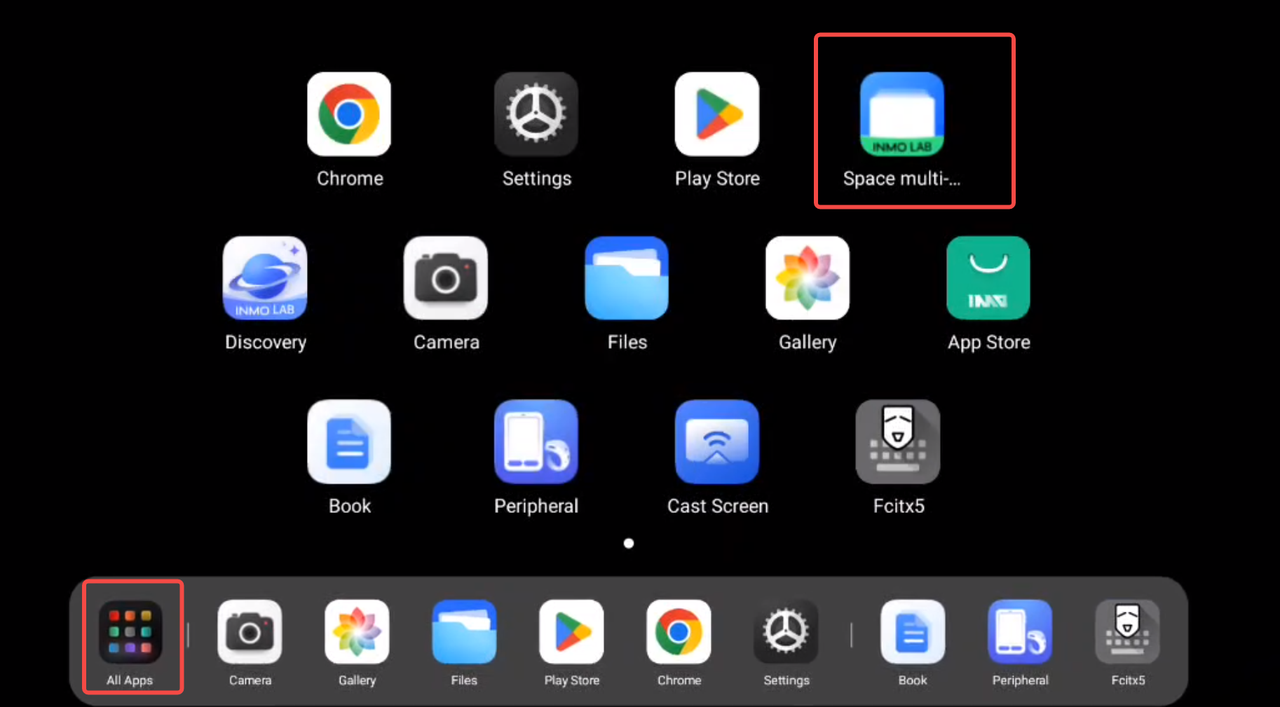 Chrome
Settings
Play Store
INMO LAB
Space multi-...
INMO LAB
Discovery
Camera
Files
Gallery
INMO
App Store
Book
Peripheral
Cast Screen
Fcitx5
All Apps
Camera
Gallery
Files
Play Store
Chrome
Settings
Book
Peripheral
Fcitx5